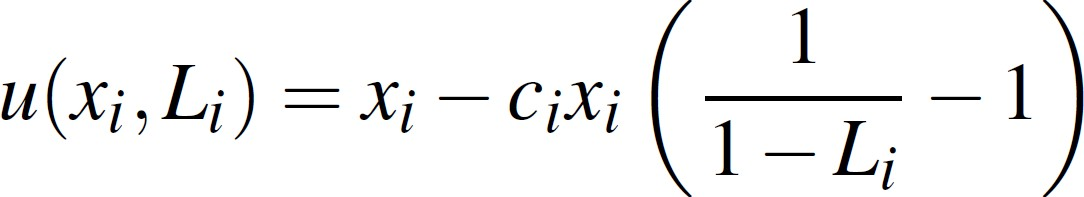 u(x_i, L_i) = x_i − c_i x_i \left( \frac{1}{1 − L_i} − 1 \right)